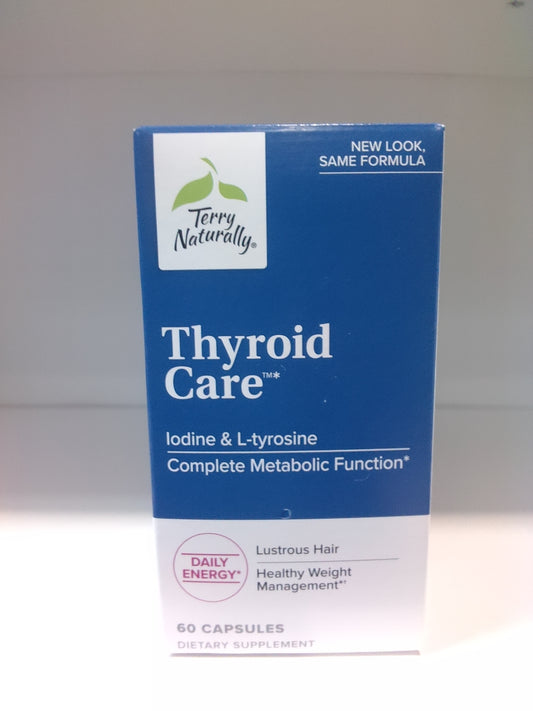 Terry
Naturally®
NEW LOOK,
SAME FORMULA
Thyroid
Care™*
Iodine & L-tyrosine
Complete Metabolic Function*
DAILY
ENERGY*
Lustrous Hair
Healthy Weight
Management*†
60 CAPSULES
DIETARY SUPPLEMENT